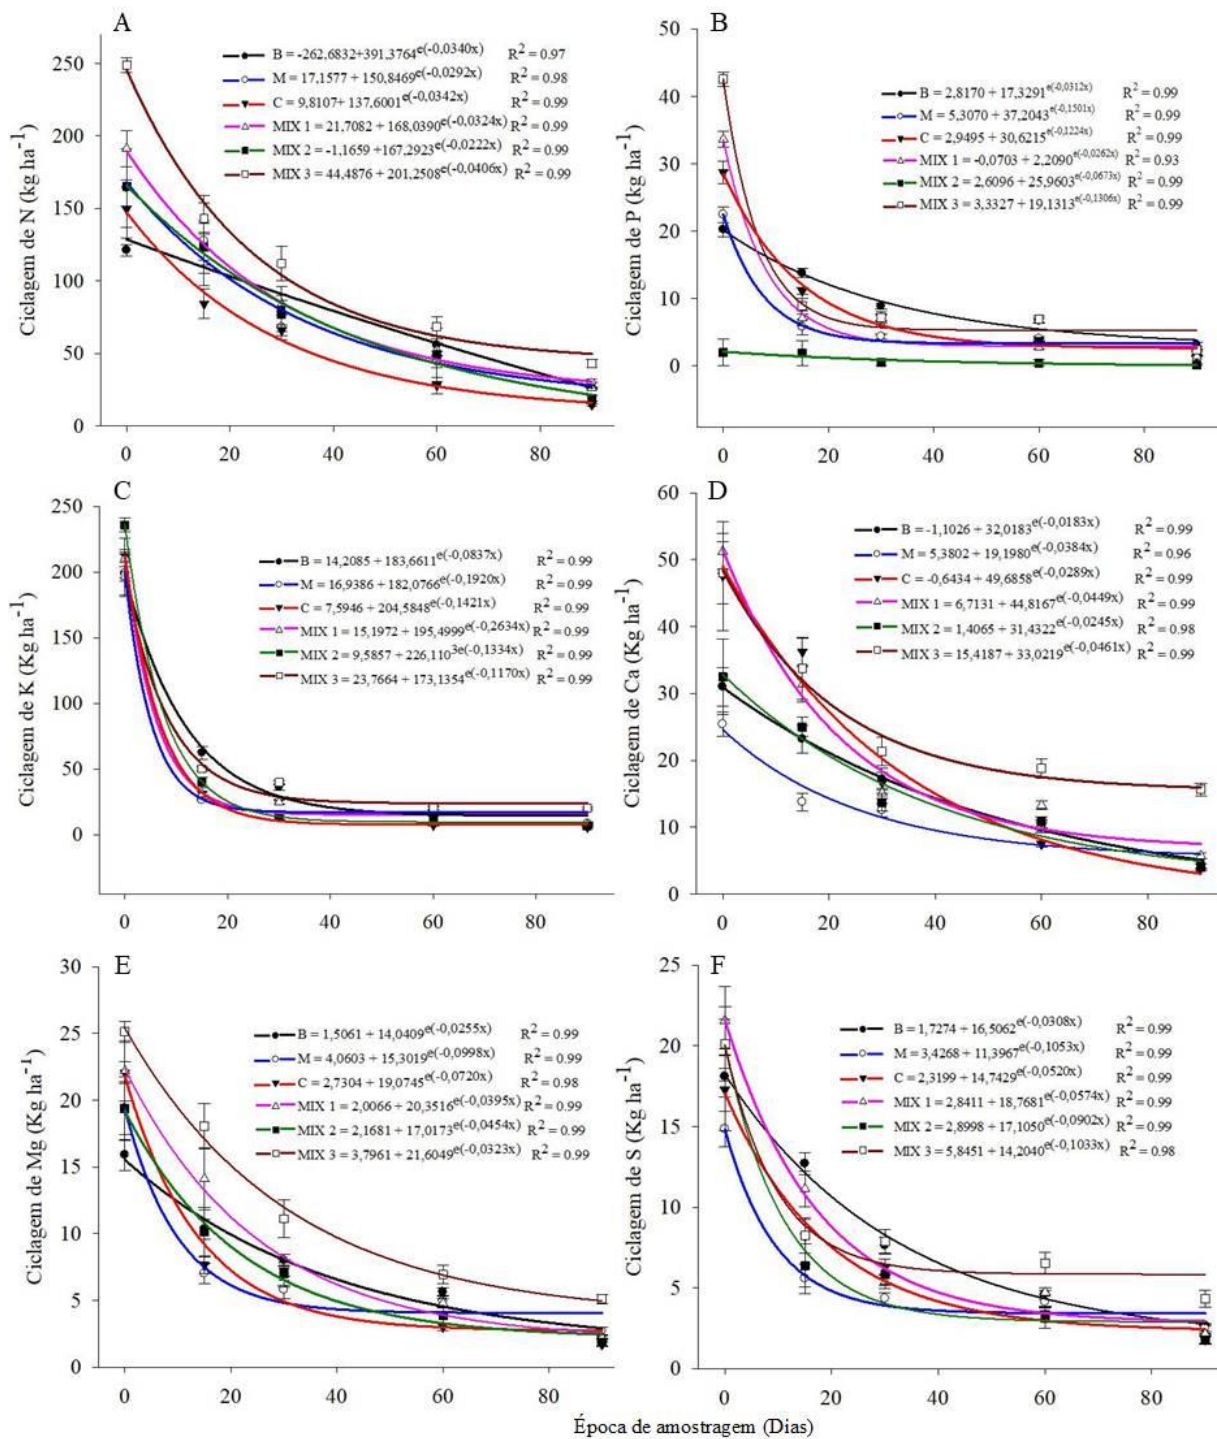 A
B = -262,6832+391,3764e(-0,0340x) R2 = 0.97
M = 17,1577 + 150,8469e(-0,0292x) R2 = 0.98
C = 9,8107+ 137,6001e(-0,0342x) R2 = 0.99
MIX 1 = 21,7082 + 168,0390e(-0,0324x) R2 = 0.99
MIX 2 = -1,1659 +167,2923e(-0,0222x) R2 = 0.99
MIX 3 = 44,4876 + 201,2508e(-0,0406x) R2 = 0.99
Ciclagem de N (kg ha-1)
250
200
150
100
50
0
0 20 40 60 80
B
B = 2,8170 + 17,3291e(-0,0312x) R2 = 0.99
M = 5,3070 + 37,2043e(-0,1501x) R2 = 0.99
C = 2,9495 + 30,6215e(-0,1224x) R2 = 0.99
MIX 1 = -0,0703 + 2,2090e(-0,0262x) R2 = 0.93
MIX 2 = 2,6096 + 25,9603e(-0,0673x) R2 = 0.99
MIX 3 = 3,3327 + 19,1313e(-0,1306x) R2 = 0.99
Ciclagem de P (kg ha-1)
50
40
30
20
10
0
0 20 40 60 80
C
B = 14,2085 + 183,6611e(-0,0837x) R2 = 0.99
M = 16,9386 + 182,0766e(-0,1920x) R2 = 0.99
C = 7,5946 + 204,5848e(-0,1421x) R2 = 0.99
MIX 1 = 15,1972 + 195,4999e(-0,2634x) R2 = 0.99
MIX 2 = 9,5857 + 226,1103e(-0,1334x) R2 = 0.99
MIX 3 = 23,7664 + 173,1354e(-0,1170x) R2 = 0.99
Ciclagem de K (Kg ha-1)
250
200
150
100
50
0
0 20 40 60 80
D
B = -1,1026 + 32,0183e(-0,0183x) R2 = 0.99
M = 5,3802 + 19,1980e(-0,0384x) R2 = 0.96
C = -0,6434 + 49,6858e(-0,0289x) R2 = 0.99
MIX 1 = 6,7131 + 44,8167e(-0,0449x) R2 = 0.99
MIX 2 = 1,4065 + 31,4322e(-0,0245x) R2 = 0.98
MIX 3 = 15,4187 + 33,0219e(-0,0461x) R2 = 0.99
Ciclagem de Ca (Kg ha-1)
60
50
40
30
20
10
0
0 20 40 60 80
E
B = 1,5061 + 14,0409e(-0,0255x) R2 = 0.99
M = 4,0603 + 15,3019e(-0,0998x) R2 = 0.99
C = 2,7304 + 19,0745e(-0,0720x) R2 = 0.98
MIX 1 = 2,0066 + 20,3516e(-0,0395x) R2 = 0.99
MIX 2 = 2,1681 + 17,0173e(-0,0454x) R2 = 0.99
MIX 3 = 3,7961 + 21,6049e(-0,0323x) R2 = 0.99
Ciclagem de Mg (Kg ha-1)
30
25
20
15
10
5
0
0 20 40 60 80
F
B = 1,7274 + 16,5062e(-0,0308x) R2 = 0.99
M = 3,4268 + 11,3967e(-0,1053x) R2 = 0.99
C = 2,3199 + 14,7429e(-0,0520x) R2 = 0.99
MIX 1 = 2,8411 + 18,7681e(-0,0574x) R2 = 0.99
MIX 2 = 2,8998 + 17,1050e(-0,0902x) R2 = 0.99
MIX 3 = 5,8451 + 14,2040e(-0,1033x) R2 = 0.98
Ciclagem de S (Kg ha-1)
25
20
15
10
5
0
0 20 40 60 80
Época de amostragem (Dias)